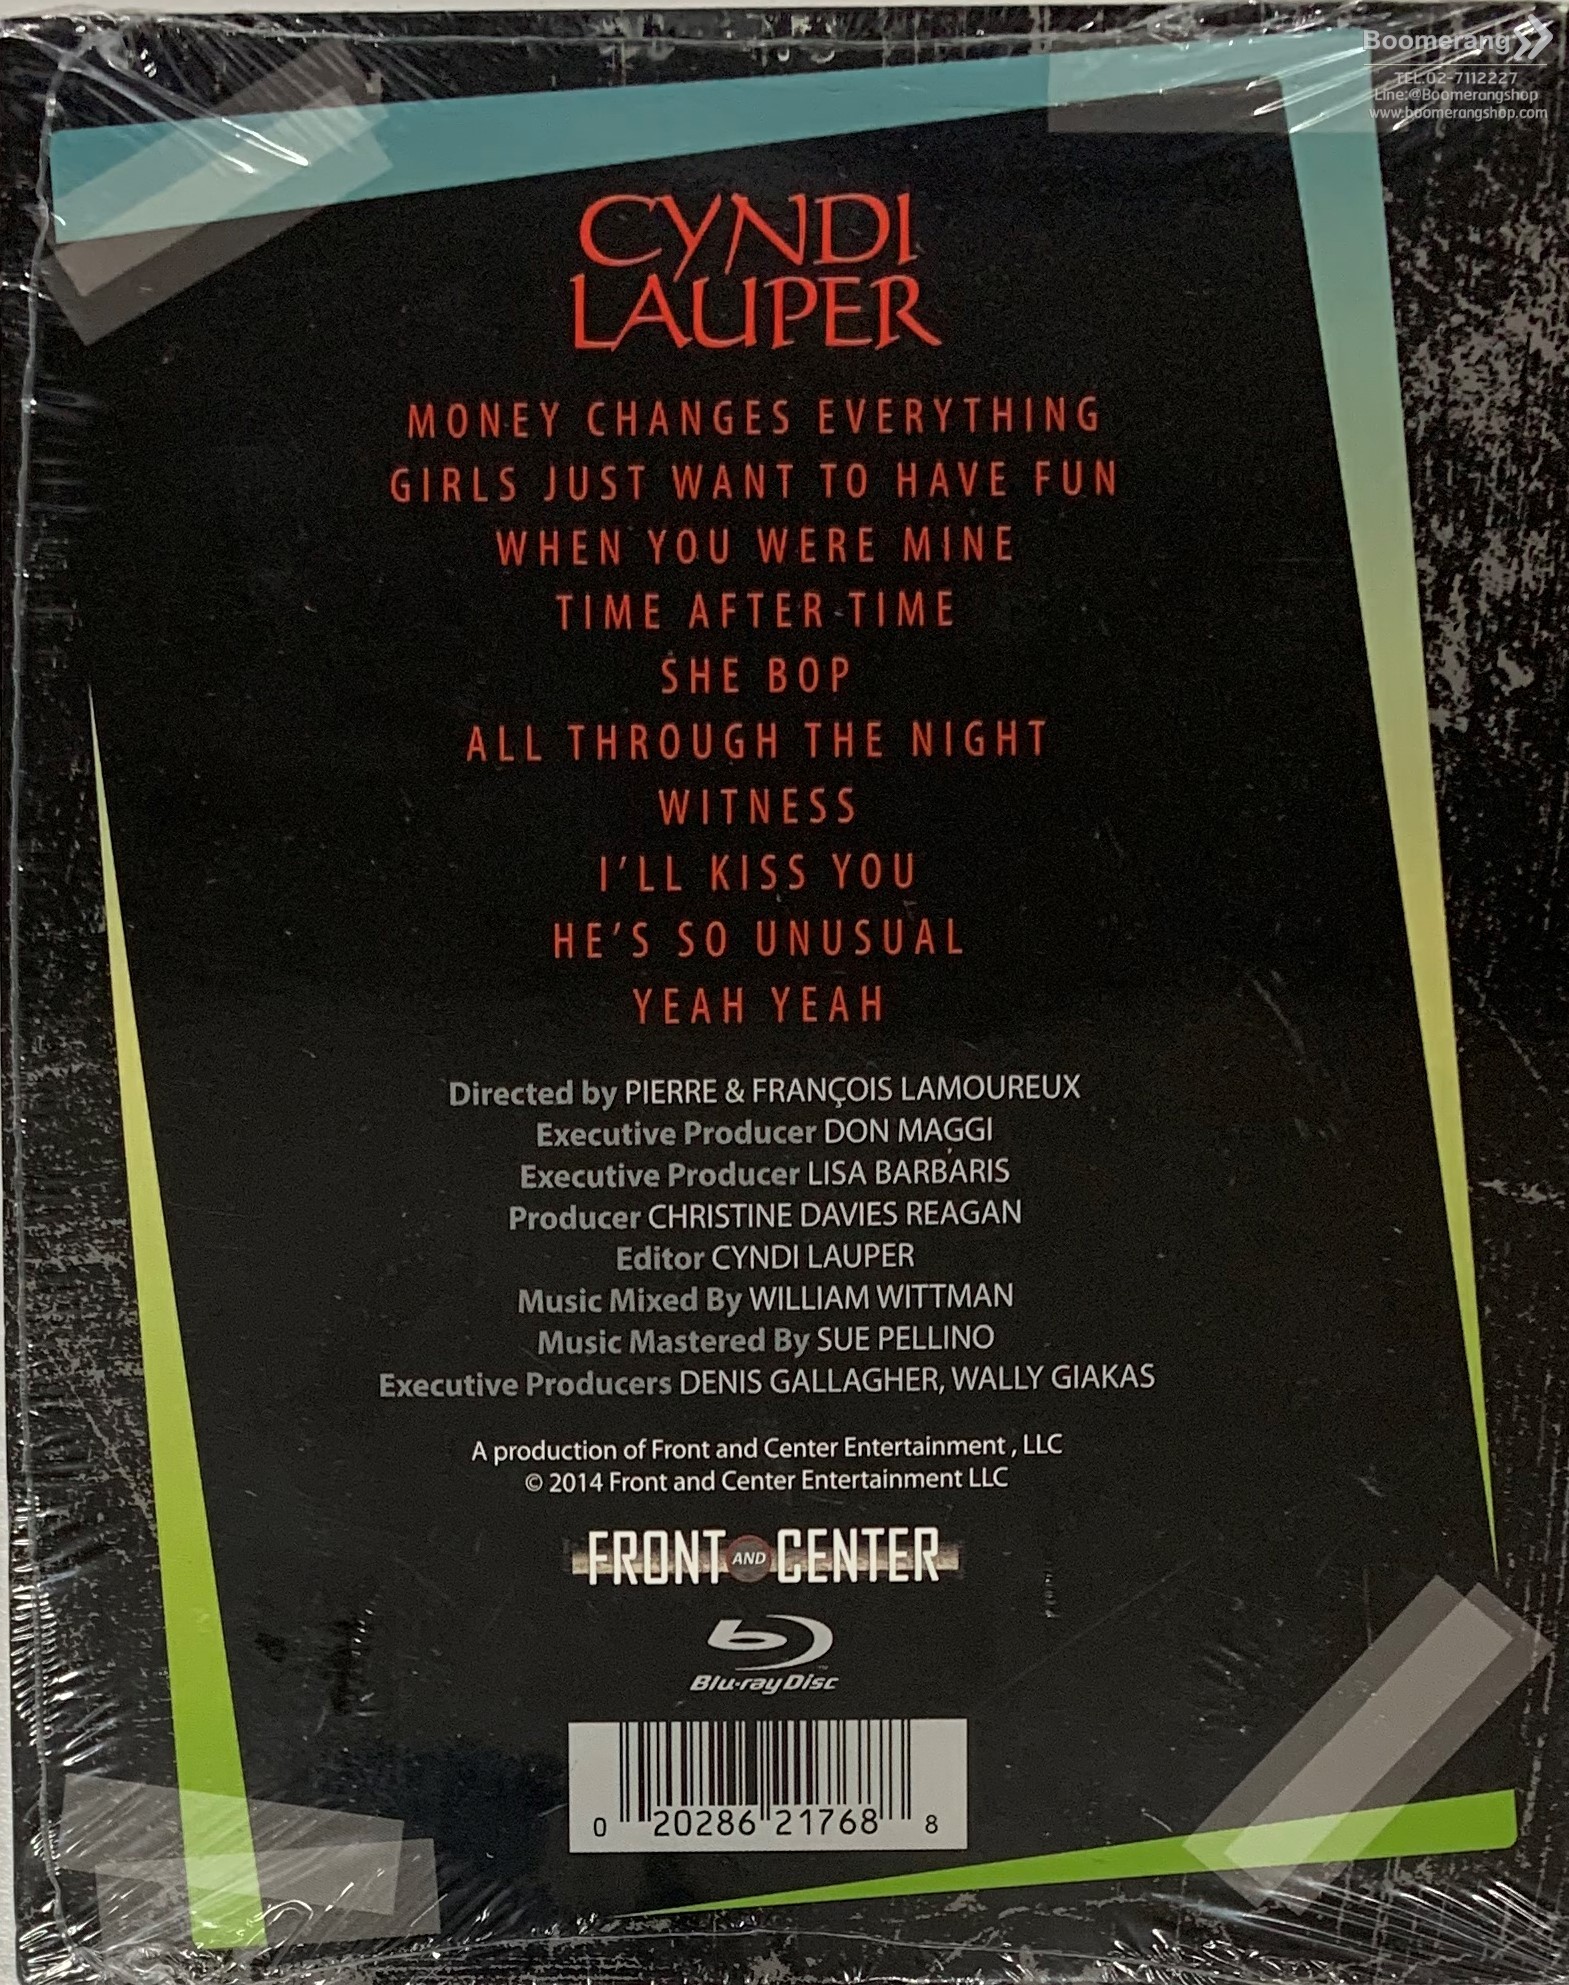 Boomerang
TEL.02-7112227
Line:@Boomerangshop
www.boomerangshop.com
CYNDI
LAUPER
MONEY CHANGES EVERYTHING
GIRLS JUST WANT TO HAVE FUN
WHEN YOU WERE MINE
TIME AFTER TIME
SHE BOP
ALL THROUGH THE NIGHT
WITNESS
I'LL KISS YOU
HE'S SO UNUSUAL
YEAH YEAH
Directed by PIERRE & FRANÇOIS LAMOUREUX
Executive Producer DON MAGGI
Executive Producer LISA BARBARIS
Producer CHRISTINE DAVIES REAGAN
Editor CYNDI LAUPER
Music Mixed By WILLIAM WITTMAN
Music Mastered By SUE PELLINO
Executive Producers DENIS GALLAGHER, WALLY GIAKAS
A production of Front and Center Entertainment , LLC
© 2014 Front and Center Entertainment LLC
FRONT AND CENTER
Blu-ray Disc
0 20286 21768 8